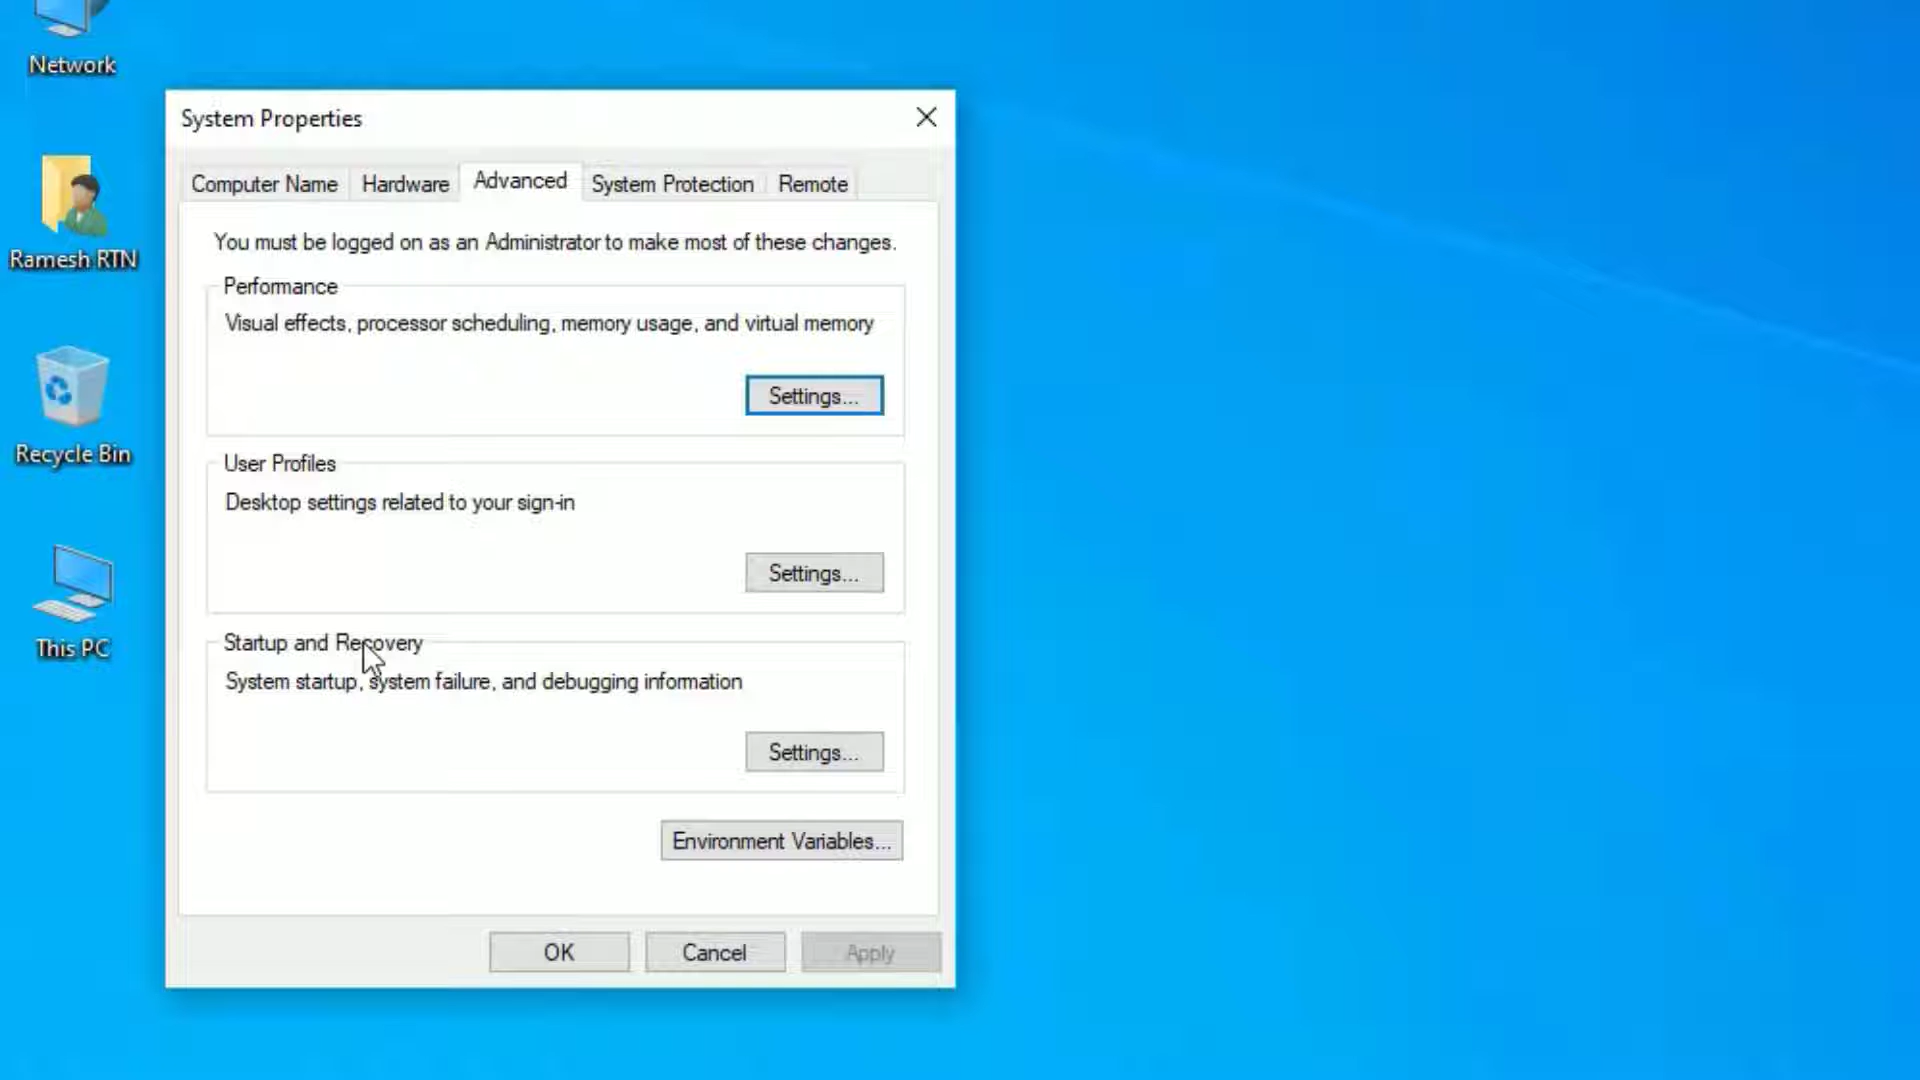 Network
Ramesh RTN
Recycle Bin
This PC
System Properties
Computer Name
Hardware
Advanced
System Protection
Remote
You must be logged on as an Administrator to make most of these changes.
Performance
Visual effects, processor scheduling, memory usage, and virtual memory
Settings...
User Profiles
Desktop settings related to your sign-in
Settings...
Startup and Recovery
System startup, system failure, and debugging information
Settings...
Environment Variables...
OK
Cancel
Apply